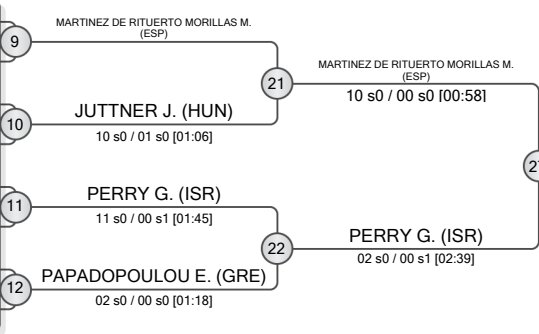 9
MARTINEZ DE RITUERTO MORILLAS M.
(ESP)
21
MARTINEZ DE RITUERTO MORILLAS M.
(ESP)
10 s0 / 00 s0 [00:58]
10
JUTTNER J. (HUN)
10 s0 / 01 s0 [01:06]
11
PERRY G. (ISR)
11 s0 / 00 s1 [01:45]
22
PERRY G. (ISR)
02 s0 / 00 s1 [02:39]
12
PAPADOPOULOU E. (GRE)
02 s0 / 00 s0 [01:18]